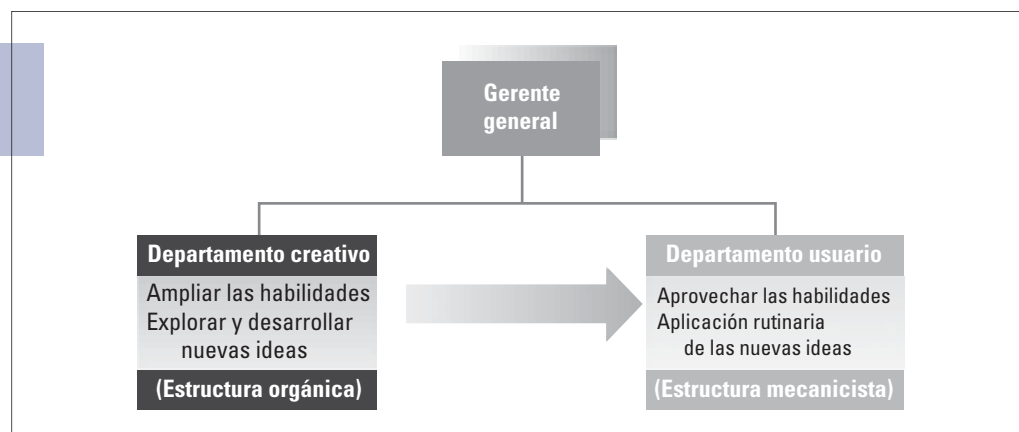 Gerente
general
Departamento creativo
Ampliar las habilidades
Explorar y desarrollar
nuevas ideas
(Estructura orgánica)
Departamento usuario
Aprovechar las habilidades
Aplicación rutinaria
de las nuevas ideas
(Estructura mecanicista)